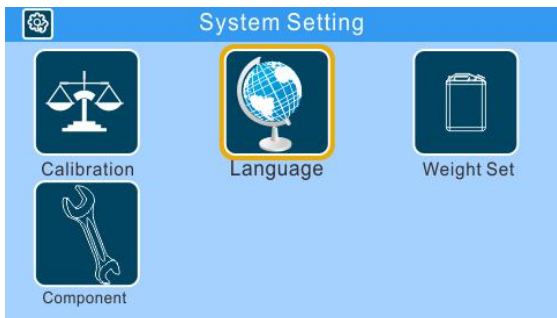 System Setting
Calibration
Language
Weight Set
Component